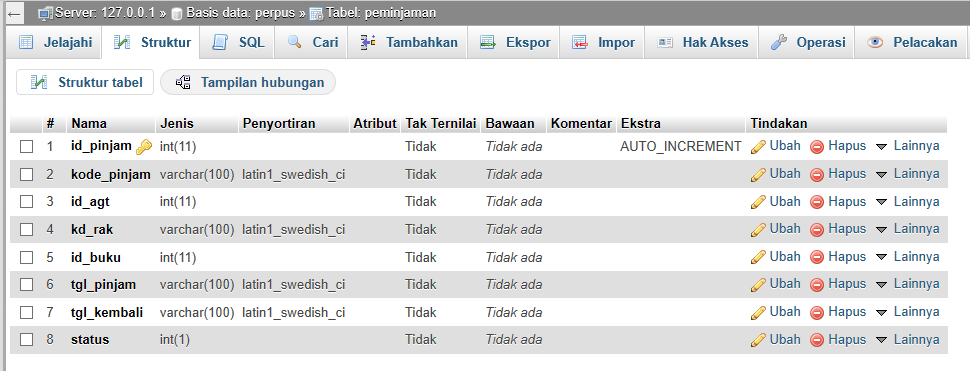 Server: 127.0.0.1 » Basis data: perpus » Tabel: peminjaman
Jelajahi Struktur SQL Cari Tambahkan Ekspor Impor Hak Akses Operasi Pelacakan
Struktur tabel Tampilan hubungan
# Nama Jenis Penyortiran Atribut Tak Ternilai Bawaan Komentar Ekstra Tindakan
1 id_pinjam int(11) Tidak Tidak ada AUTO_INCREMENT Ubah Hapus Lainnya
2 kode_pinjam varchar(100) latin1_swedish_ci Tidak Tidak ada Ubah Hapus Lainnya
3 id_agt int(11) Tidak Tidak ada Ubah Hapus Lainnya
4 kd_rak varchar(100) latin1_swedish_ci Tidak Tidak ada Ubah Hapus Lainnya
5 id_buku int(11) Tidak Tidak ada Ubah Hapus Lainnya
6 tgl_pinjam varchar(100) latin1_swedish_ci Tidak Tidak ada Ubah Hapus Lainnya
7 tgl_kembali varchar(100) latin1_swedish_ci Tidak Tidak ada Ubah Hapus Lainnya
8 status int(1) Tidak Tidak ada Ubah Hapus Lainnya